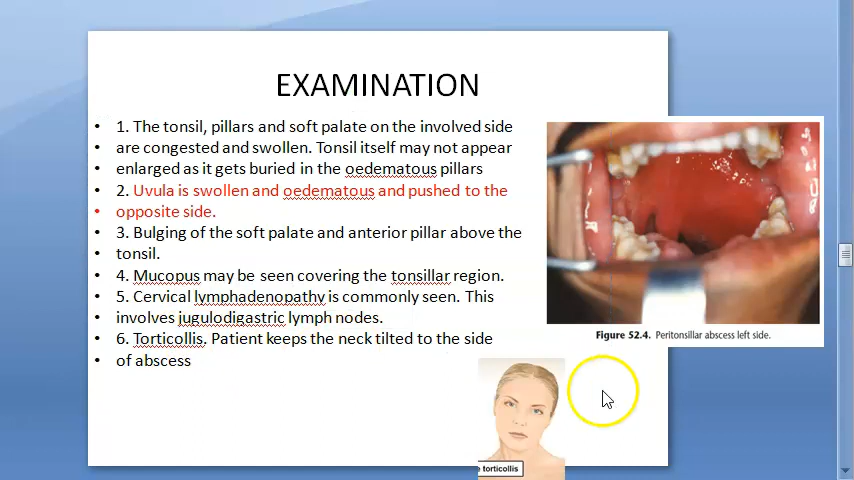 EXAMINATION
• 1. The tonsil, pillars and soft palate on the involved side
• are congested and swollen. Tonsil itself may not appear
• enlarged as it gets buried in the oedematous pillars
• 2. Uvula is swollen and oedematous and pushed to the
• opposite side.
• 3. Bulging of the soft palate and anterior pillar above the
• tonsil.
• 4. Mucopus may be seen covering the tonsillar region.
• 5. Cervical lymphadenopathy is commonly seen. This
• involves jugulodigastric lymph nodes.
• 6. Torticollis. Patient keeps the neck tilted to the side
• of abscess
Figure 52.4. Peritonsillar abscess left side.
e torticollis